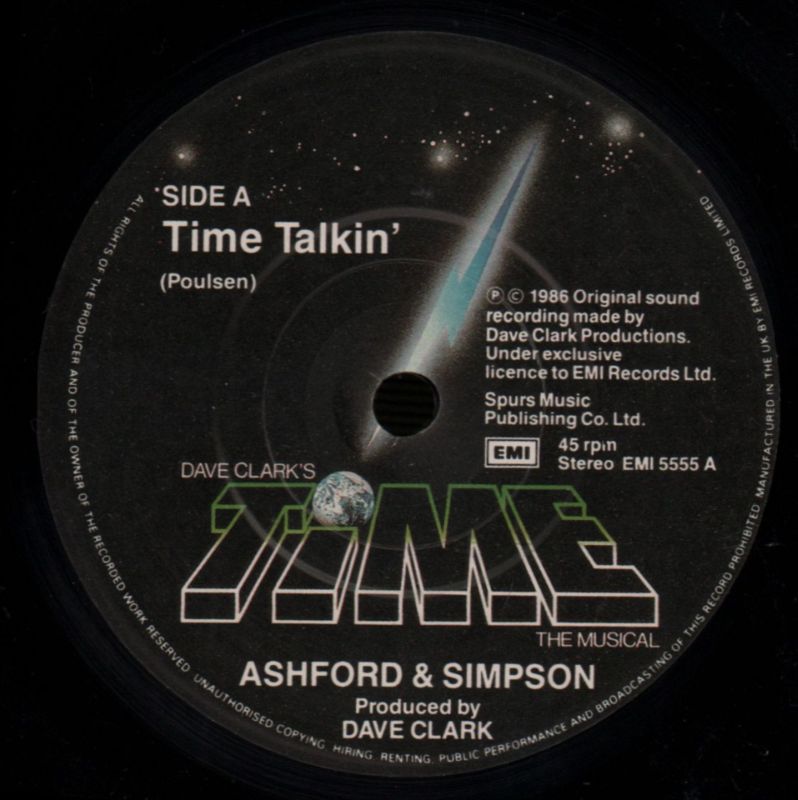 SIDE A
Time Talkin'
(Poulsen)
Ⓟ © 1986 Original sound
recording made by
Dave Clark Productions.
Under exclusive
licence to EMI Records Ltd.
Spurs Music
Publishing Co. Ltd.
EMI
45 rpm
Stereo EMI 5555 A
DAVE CLARK'S
TiME
THE MUSICAL
ASHFORD & SIMPSON
Produced by
DAVE CLARK
ALL RIGHTS OF THE PRODUCER AND OF THE OWNER OF THE RECORDED WORK RESERVED. UNAUTHORISED COPYING, HIRING, RENTING, PUBLIC PERFORMANCE AND BROADCASTING OF THIS RECORD PROHIBITED. MANUFACTURED IN THE UK BY EMI RECORDS LIMITED